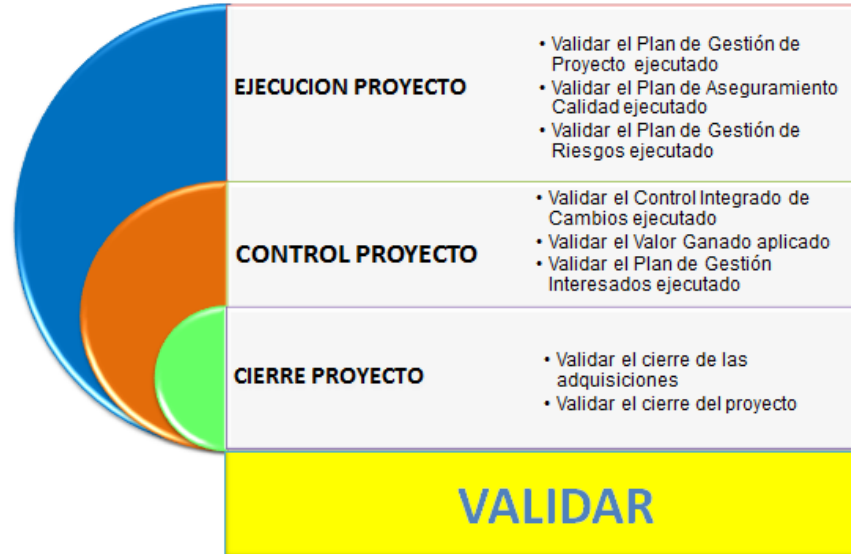 EJECUCION PROYECTO
• Validar el Plan de Gestión de
Proyecto ejecutado
• Validar el Plan de Aseguramiento
Calidad ejecutado
• Validar el Plan de Gestión de
Riesgos ejecutado
CONTROL PROYECTO
• Validar el Control Integrado de
Cambios ejecutado
• Validar el Valor Ganado aplicado
• Validar el Plan de Gestión
Interesados ejecutado
CIERRE PROYECTO
• Validar el cierre de las
adquisiciones
• Validar el cierre del proyecto
VALIDAR